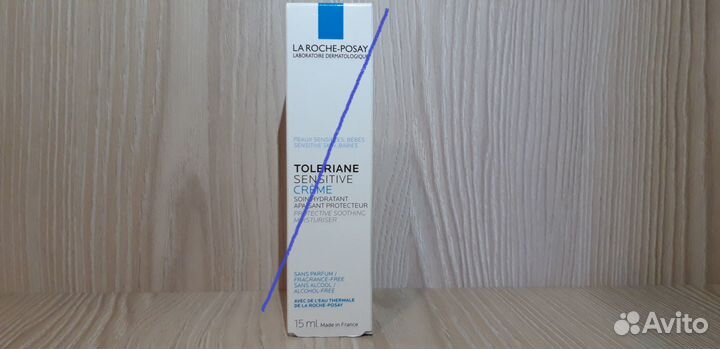 LA ROCHE-POSAY
LABORATOIRE DERMATOLOGIQUE
PEAUX SENSIBLES, BÉBÉS
SENSITIVE SKIN, BABIES
TOLERIANE
SENSITIVE
CRÈME
SOIN HYDRATANT
APAISANT PROTECTEUR
PROTECTIVE SOOTHING
MOISTURISER
SANS PARFUM /
FRAGRANCE-FREE
SANS ALCOOL /
ALCOHOL-FREE
AVEC DE L'EAU THERMALE
DE LA ROCHE-POSAY
15 ml Made in France
Avito